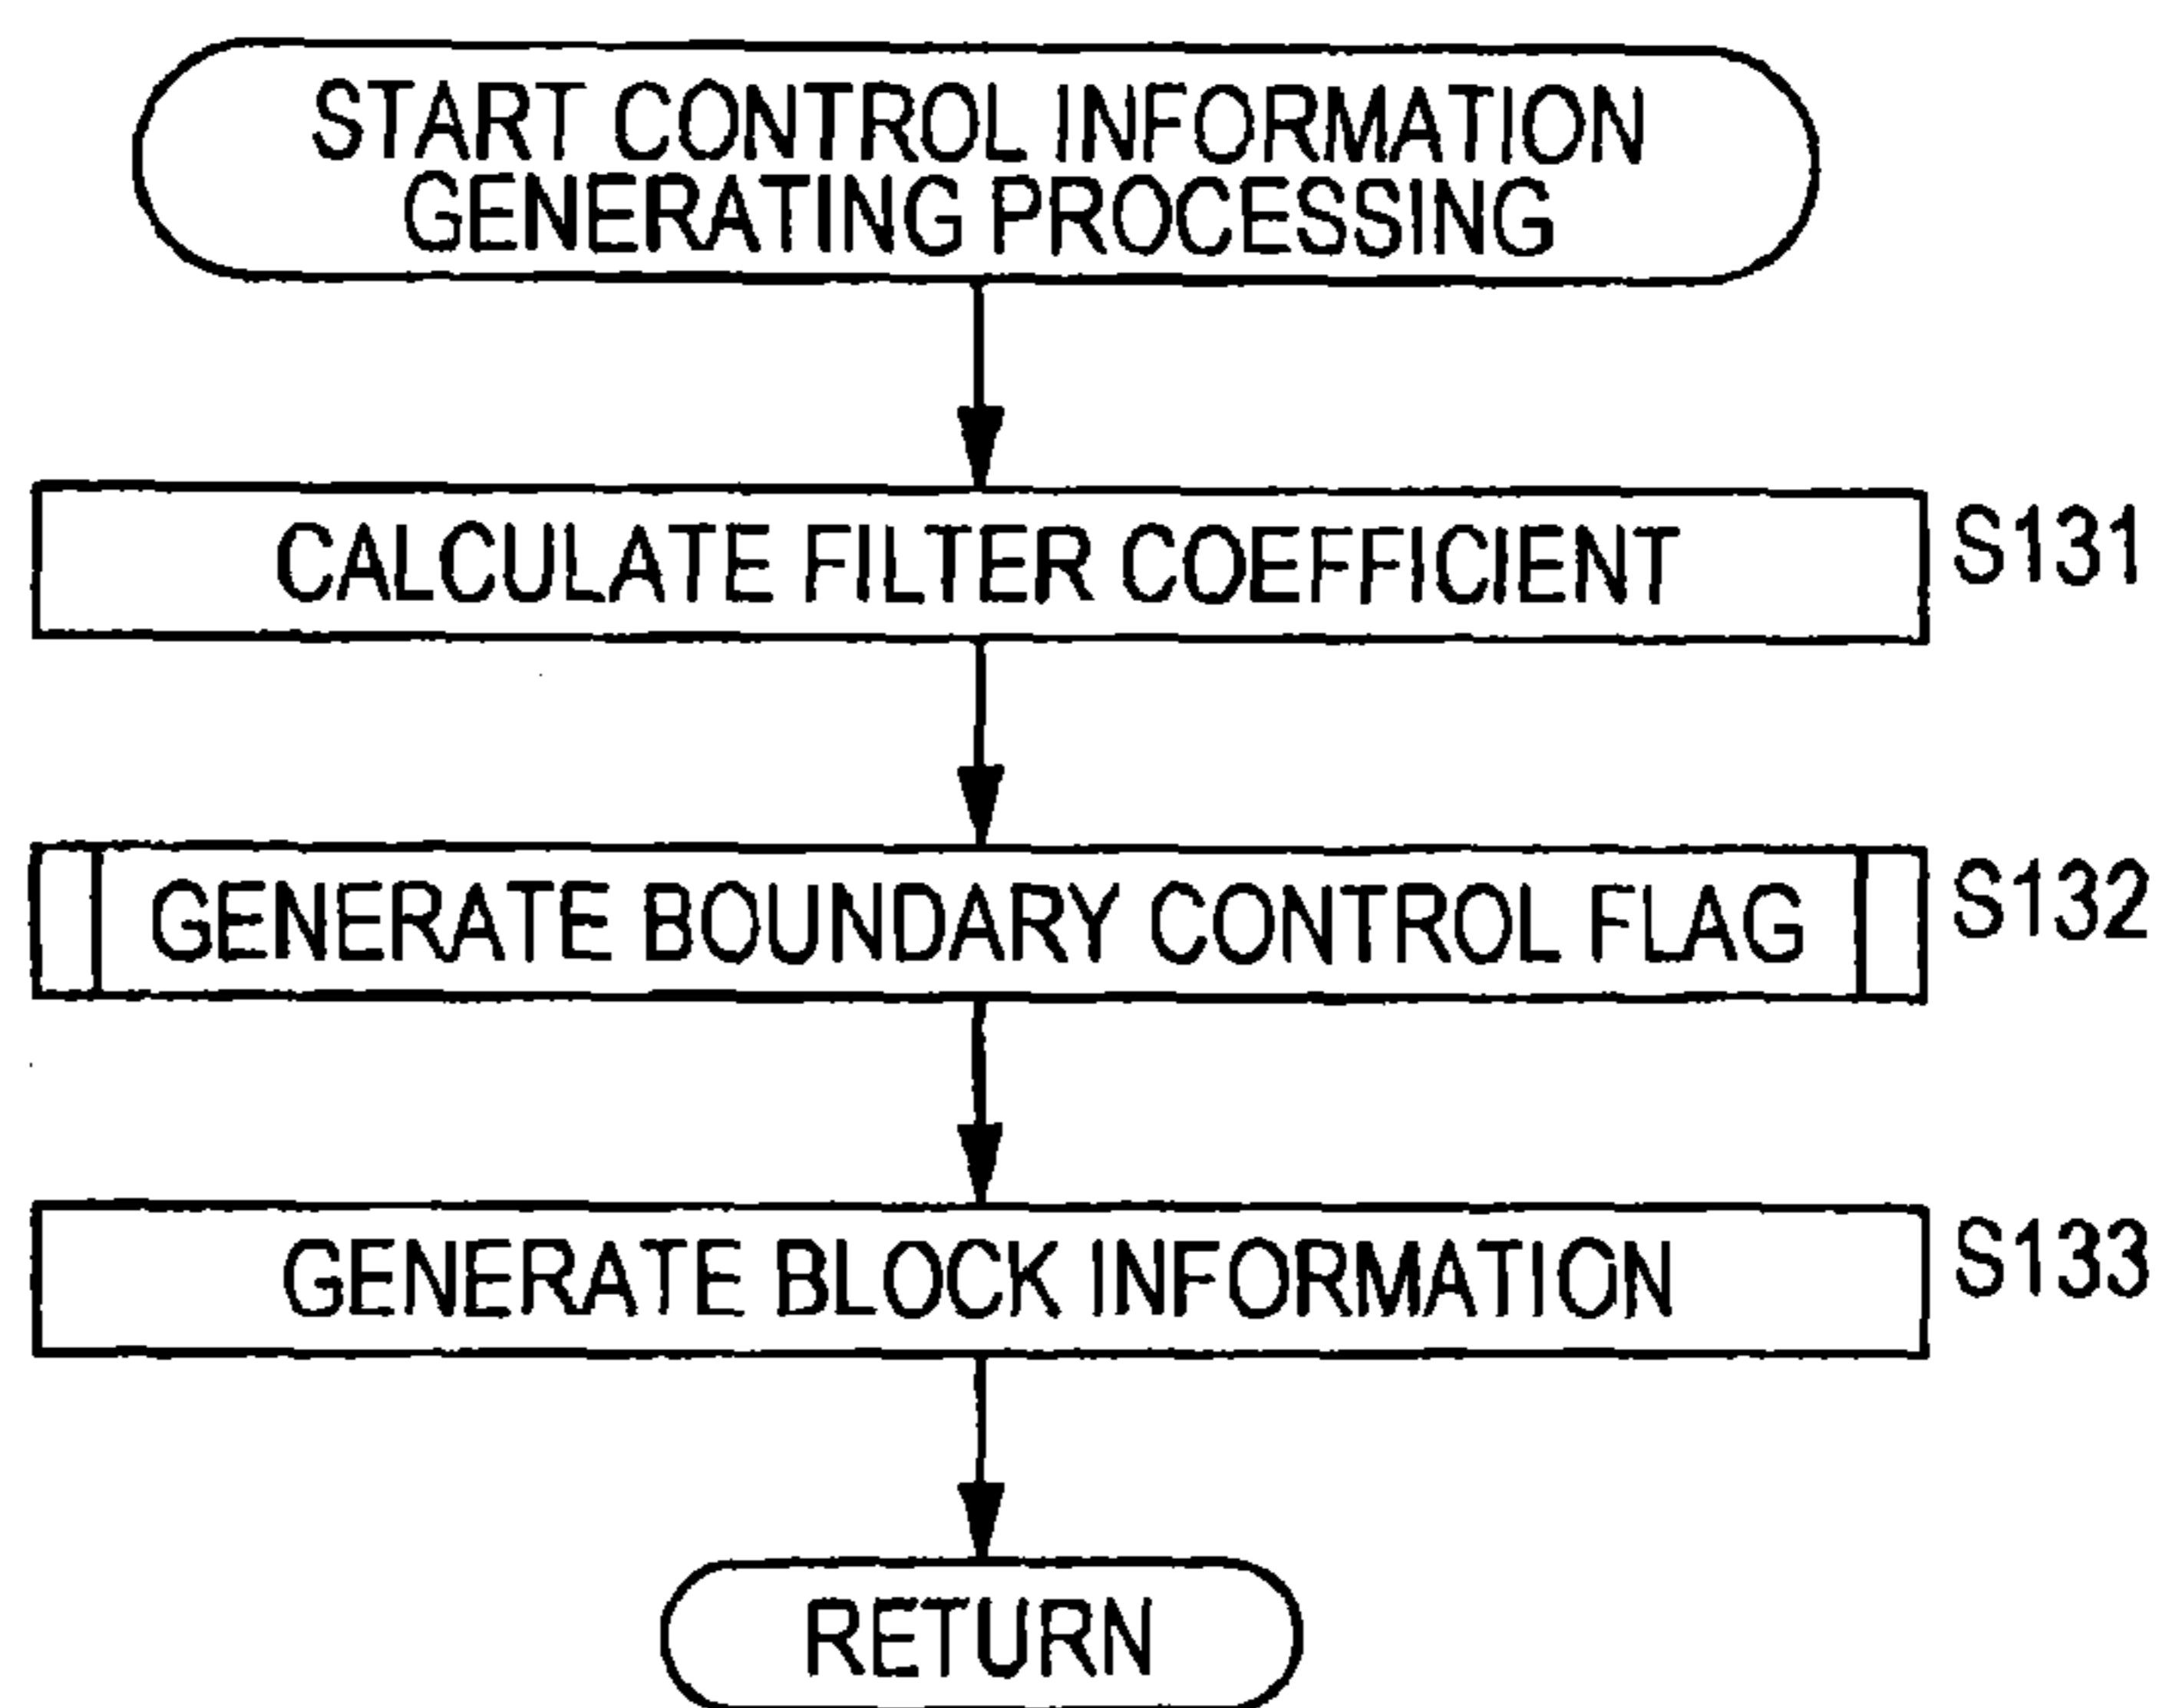 START CONTROL INFORMATION
GENERATING PROCESSING
CALCULATE FILTER COEFFICIENT
S131
GENERATE BOUNDARY CONTROL FLAG
S132
GENERATE BLOCK INFORMATION
S133
RETURN